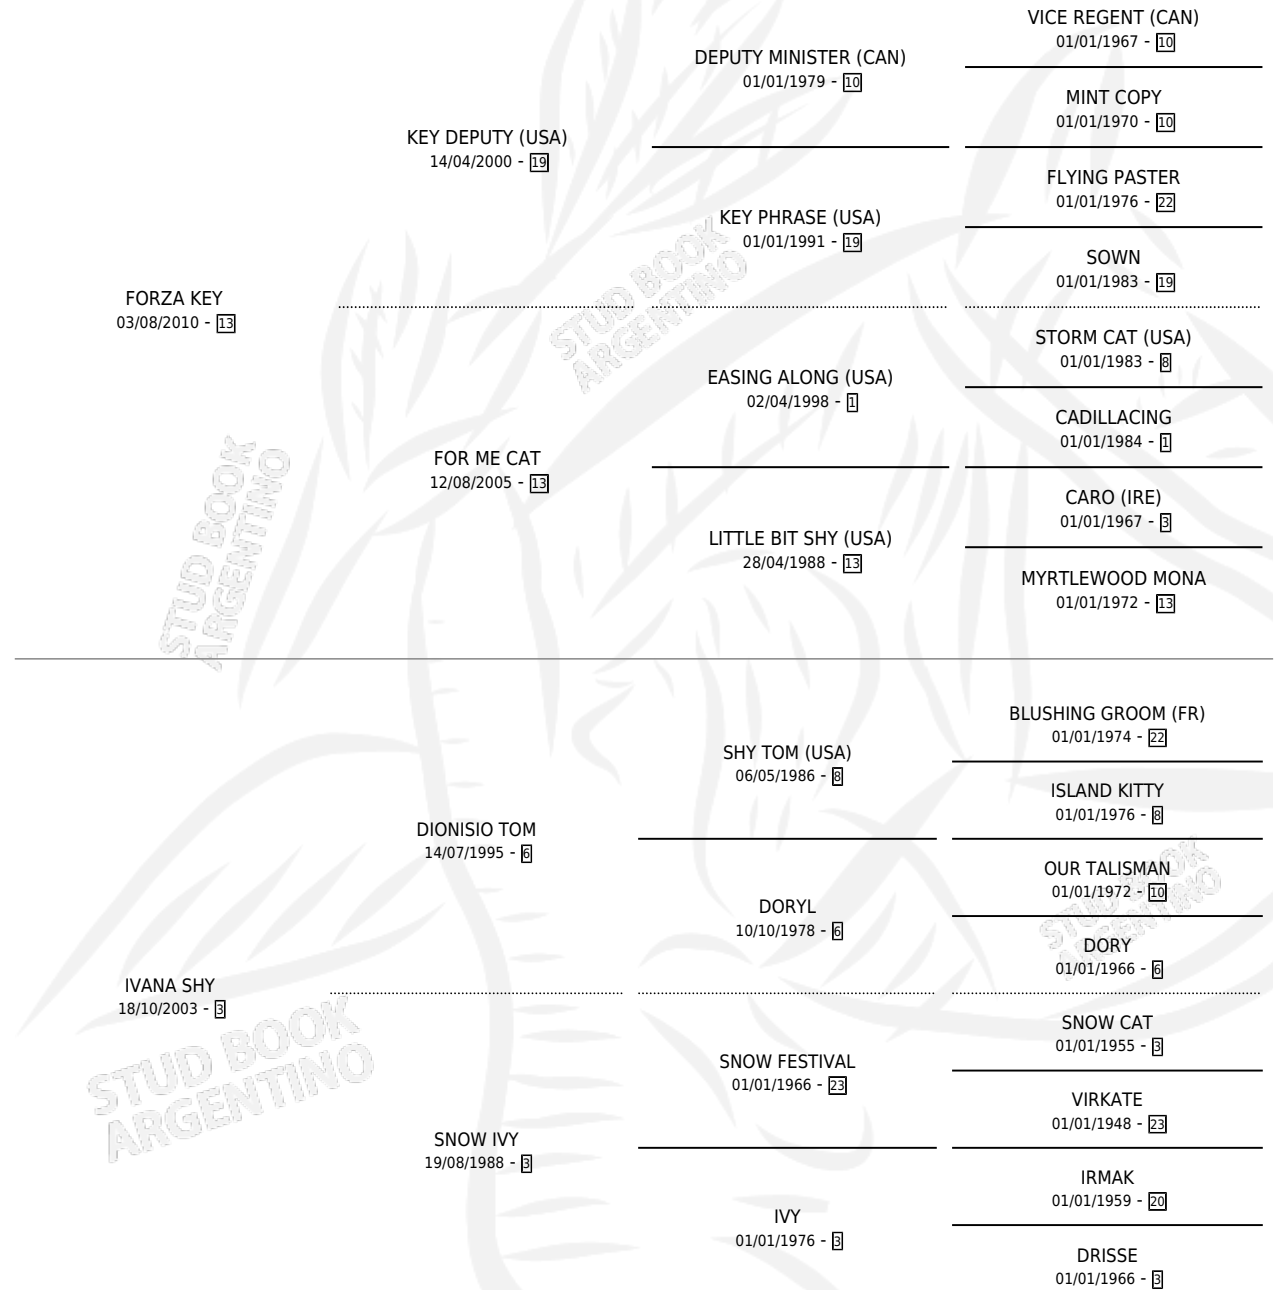 VICE REGENT (CAN)
01/01/1967 - 10
DEPUTY MINISTER (CAN)
01/01/1979 - 10
MINT COPY
01/01/1970 - 10
KEY DEPUTY (USA)
14/04/2000 - 19
FLYING PASTER
01/01/1976 - 22
KEY PHRASE (USA)
01/01/1991 - 19
SOWN
01/01/1983 - 19
FORZA KEY
03/08/2010 - 13
STORM CAT (USA)
01/01/1983 - 8
EASING ALONG (USA)
02/04/1998 - 1
CADILLACING
01/01/1984 - 1
FOR ME CAT
12/08/2005 - 13
CARO (IRE)
01/01/1967 - 3
LITTLE BIT SHY (USA)
28/04/1988 - 13
MYRTLEWOOD MONA
01/01/1972 - 13
BLUSHING GROOM (FR)
01/01/1974 - 22
SHY TOM (USA)
06/05/1986 - 8
ISLAND KITTY
01/01/1976 - 8
DIONISIO TOM
14/07/1995 - 6
OUR TALISMAN
01/01/1972 - 10
DORYL
10/10/1978 - 6
DORY
01/01/1966 - 6
IVANA SHY
18/10/2003 - 3
SNOW CAT
01/01/1955 - 3
SNOW FESTIVAL
01/01/1966 - 23
VIRKATE
01/01/1948 - 23
SNOW IVY
19/08/1988 - 3
IRMAK
01/01/1959 - 20
IVY
01/01/1976 - 3
DRISSE
01/01/1966 - 3
STUD BOOK
ARGENTINO
STUD BOOK
ARGENTINO
STUD BOOK
ARGENTINO
STUD BOOK
ARGENTINO